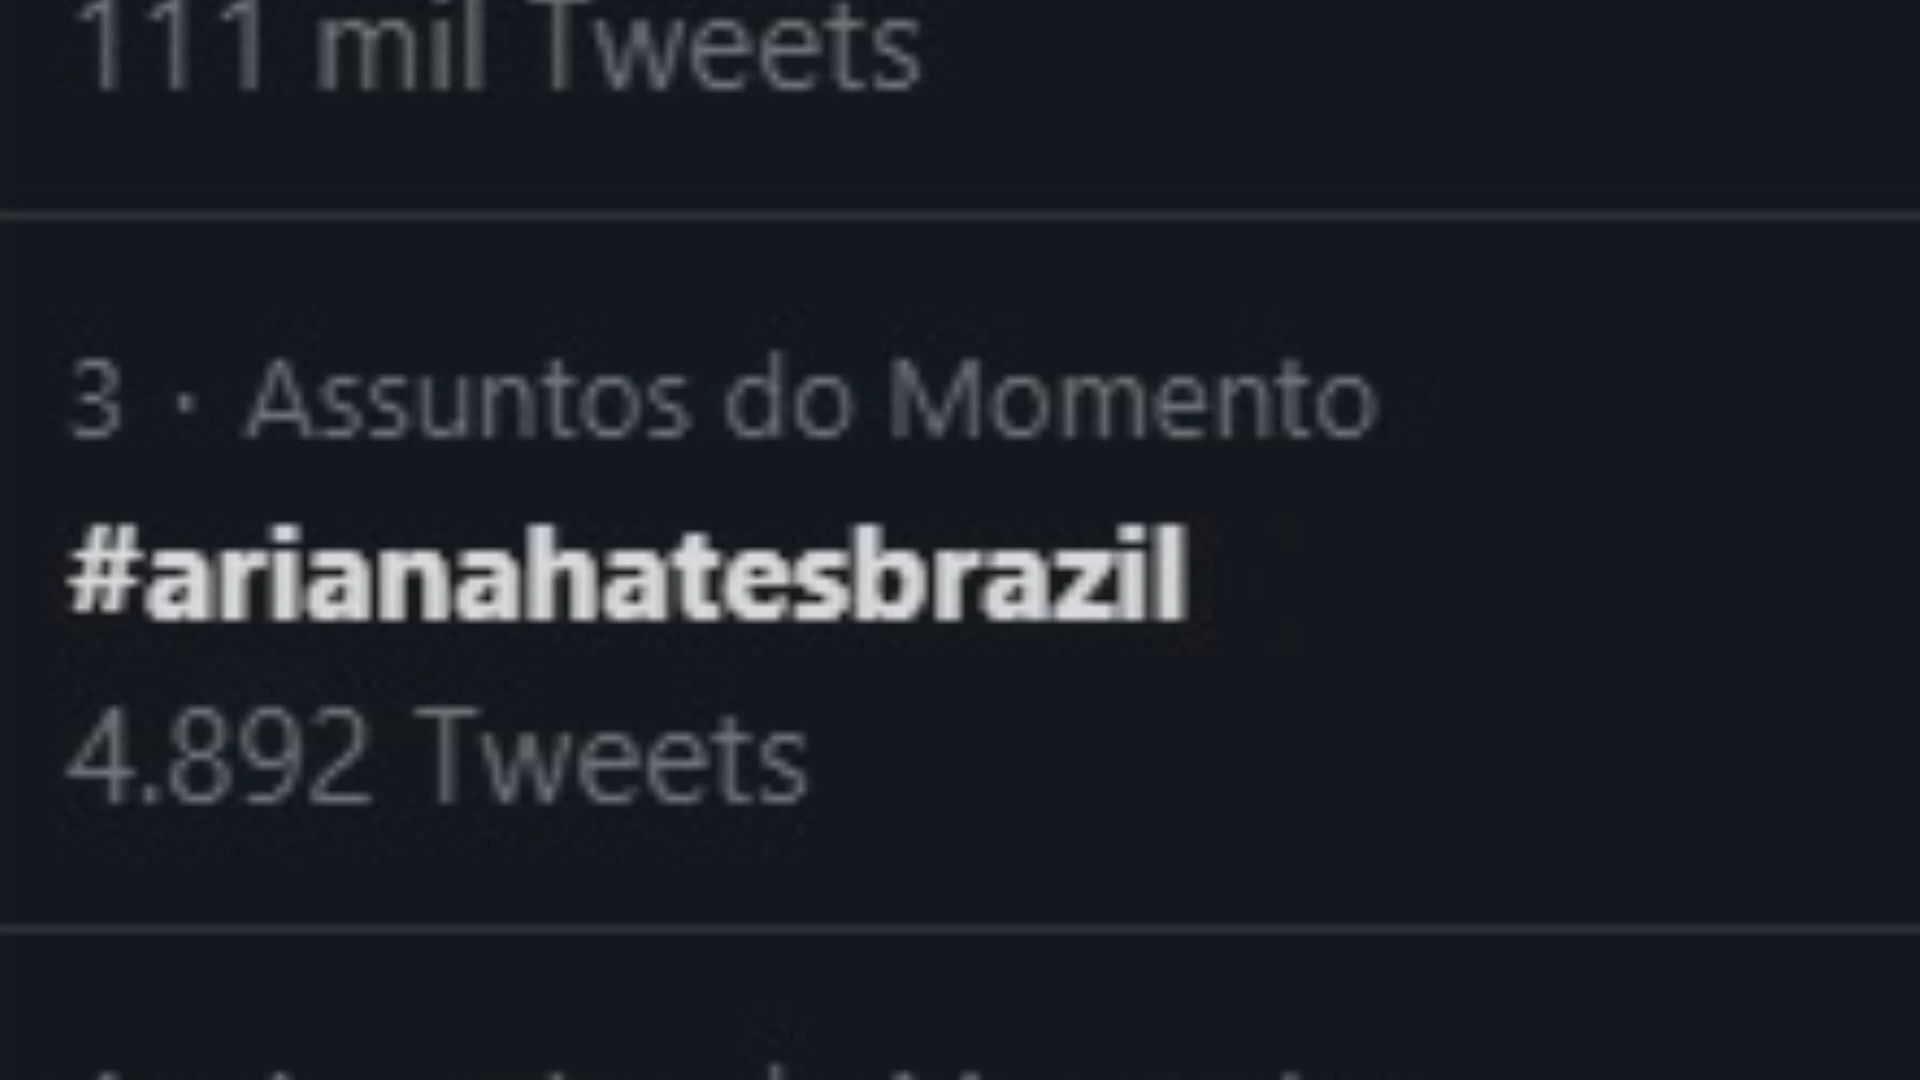 111 mil Tweets
3 · Assuntos do Momento
#arianahatesbrazil
4.892 Tweets